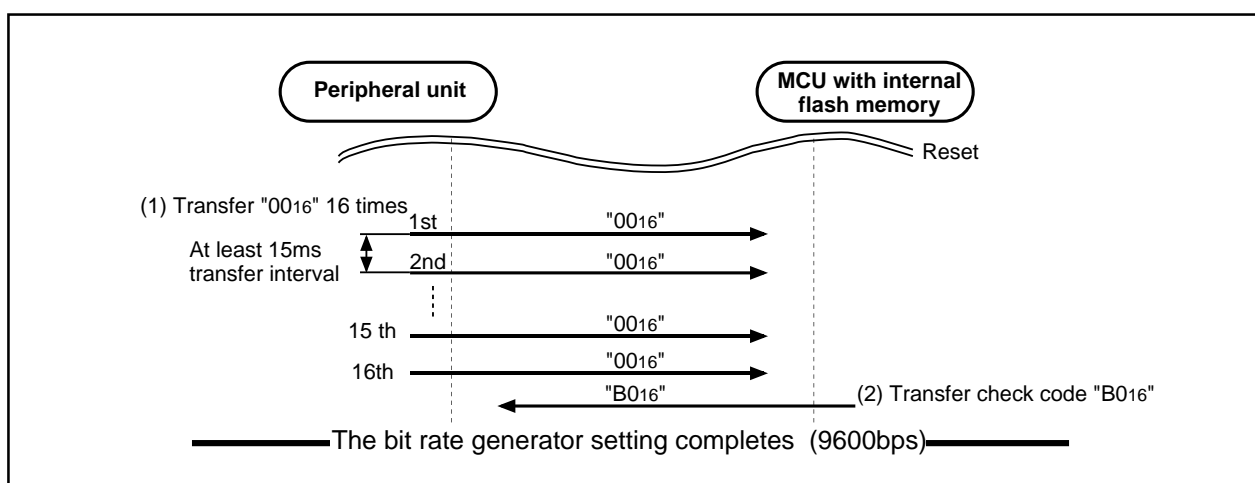 Peripheral unit
MCU with internal
flash memory
Reset
(1) Transfer "0016" 16 times
1st
"0016"
At least 15ms
transfer interval
2nd
"0016"
15 th
"0016"
16th
"0016"
"B016"
(2) Transfer check code "B016"
The bit rate generator setting completes (9600bps)